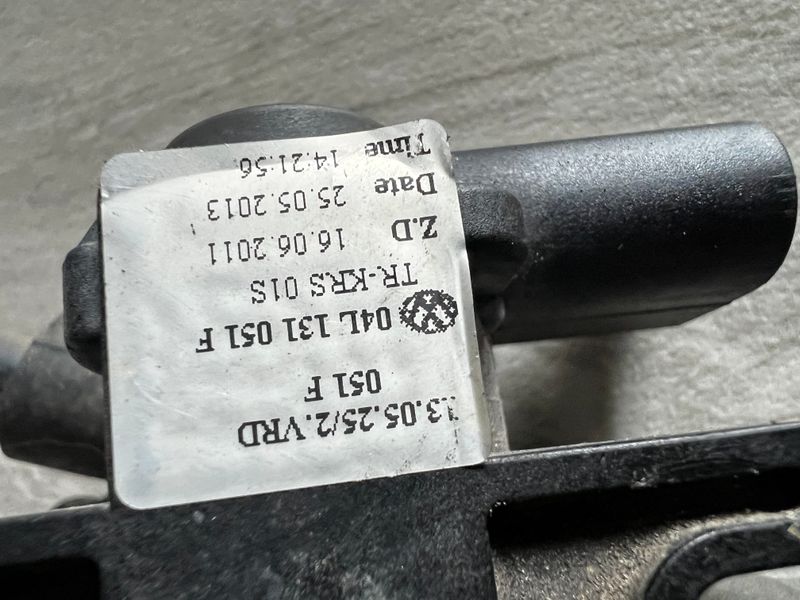 13.05.25/2.VRD
051 F
04L 131 051 F
TR-KRS 01S
Z.D 16.06.2011
Date 25.05.2013
Time 14:21:56